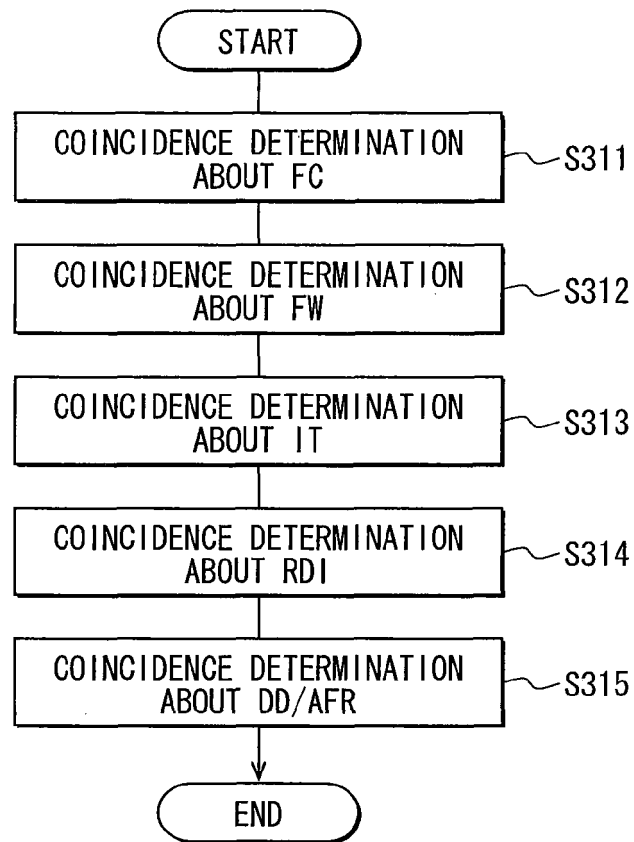 START
COINCIDENCE DETERMINATION
ABOUT FC
S311
COINCIDENCE DETERMINATION
ABOUT FW
S312
COINCIDENCE DETERMINATION
ABOUT IT
S313
COINCIDENCE DETERMINATION
ABOUT RDI
S314
COINCIDENCE DETERMINATION
ABOUT DD/AFR
S315
END